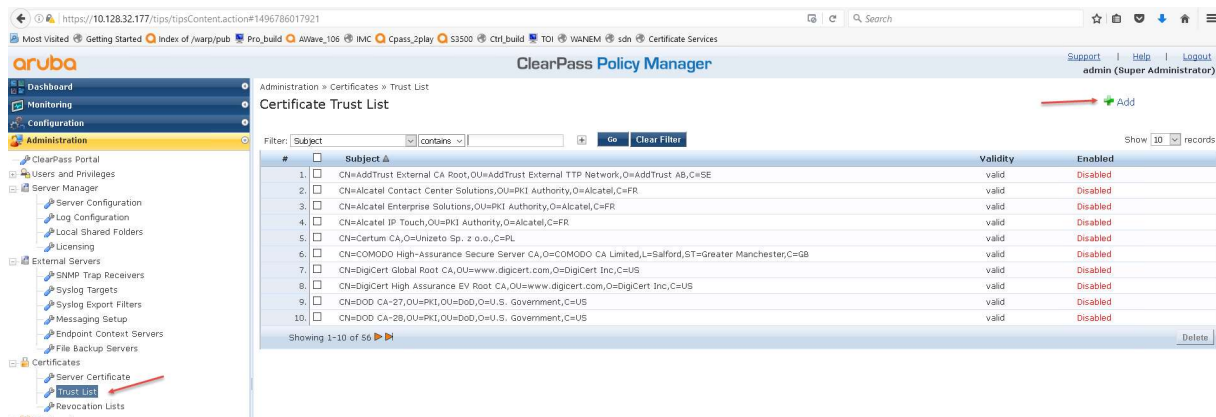 https://10.128.32.177/tips/tipsContent.action#1496786017921
Search
Most Visited Getting Started Index of /warp/pub Pro_build AWave_106 IMC Cpass_2play S3500 Ctrl_build TOI WANEM sdn Certificate Services
aruba
ClearPass Policy Manager
Support | Help | Logout
admin (Super Administrator)
Dashboard
Monitoring
Configuration
Administration
ClearPass Portal
Users and Privileges
Server Manager
Server Configuration
Log Configuration
Local Shared Folders
Licensing
External Servers
SNMP Trap Receivers
Syslog Targets
Syslog Export Filters
Messaging Setup
Endpoint Context Servers
File Backup Servers
Certificates
Server Certificate
Trust List
Revocation Lists
Administration » Certificates » Trust List
Certificate Trust List
Add
Filter: Subject contains Go Clear Filter Show 10 records
# Subject Validity Enabled
1. CN=AddTrust External CA Root,OU=AddTrust External TTP Network,O=AddTrust AB,C=SE valid Disabled
2. CN=Alcatel Contact Center Solutions,OU=PKI Authority,O=Alcatel,C=FR valid Disabled
3. CN=Alcatel Enterprise Solutions,OU=PKI Authority,O=Alcatel,C=FR valid Disabled
4. CN=Alcatel IP Touch,OU=PKI Authority,O=Alcatel,C=FR valid Disabled
5. CN=Certum CA,O=Unizeto Sp. z o.o.,C=PL valid Disabled
6. CN=COMODO High-Assurance Secure Server CA,O=COMODO CA Limited,L=Salford,ST=Greater Manchester,C=GB valid Disabled
7. CN=DigiCert Global Root CA,OU=www.digicert.com,O=DigiCert Inc,C=US valid Disabled
8. CN=DigiCert High Assurance EV Root CA,OU=www.digicert.com,O=DigiCert Inc,C=US valid Disabled
9. CN=DOD CA-27,OU=PKI,OU=DoD,O=U.S. Government,C=US valid Disabled
10. CN=DOD CA-28,OU=PKI,OU=DoD,O=U.S. Government,C=US valid Disabled
Showing 1-10 of 56 Delete